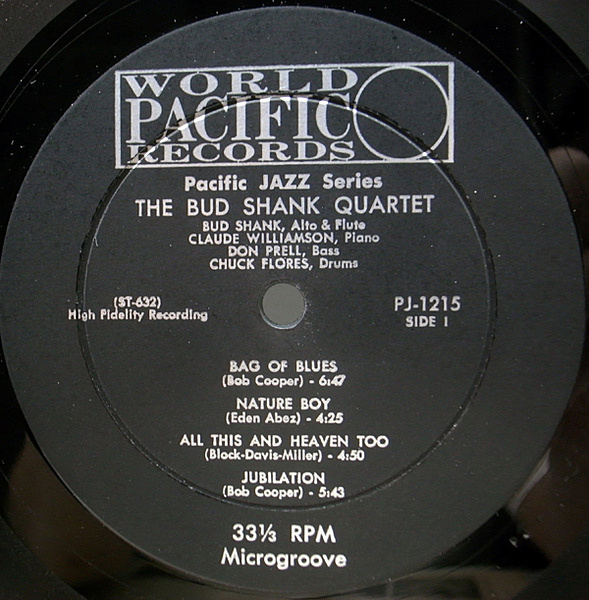 WORLD
PACIFIC
RECORDS
Pacific JAZZ Series
THE BUD SHANK QUARTET
BUD SHANK, Alto & Flute
CLAUDE WILLIAMSON, Piano
DON PRELL, Bass
CHUCK FLORES, Drums
(ST-632)
High Fidelity Recording
PJ-1215
SIDE 1
BAG OF BLUES
(Bob Cooper) - 6:47
NATURE BOY
(Eden Abez) - 4:25
ALL THIS AND HEAVEN TOO
(Block-Davis-Miller) - 4:50
JUBILATION
(Bob Cooper) - 5:43
33⅓ RPM
Microgroove